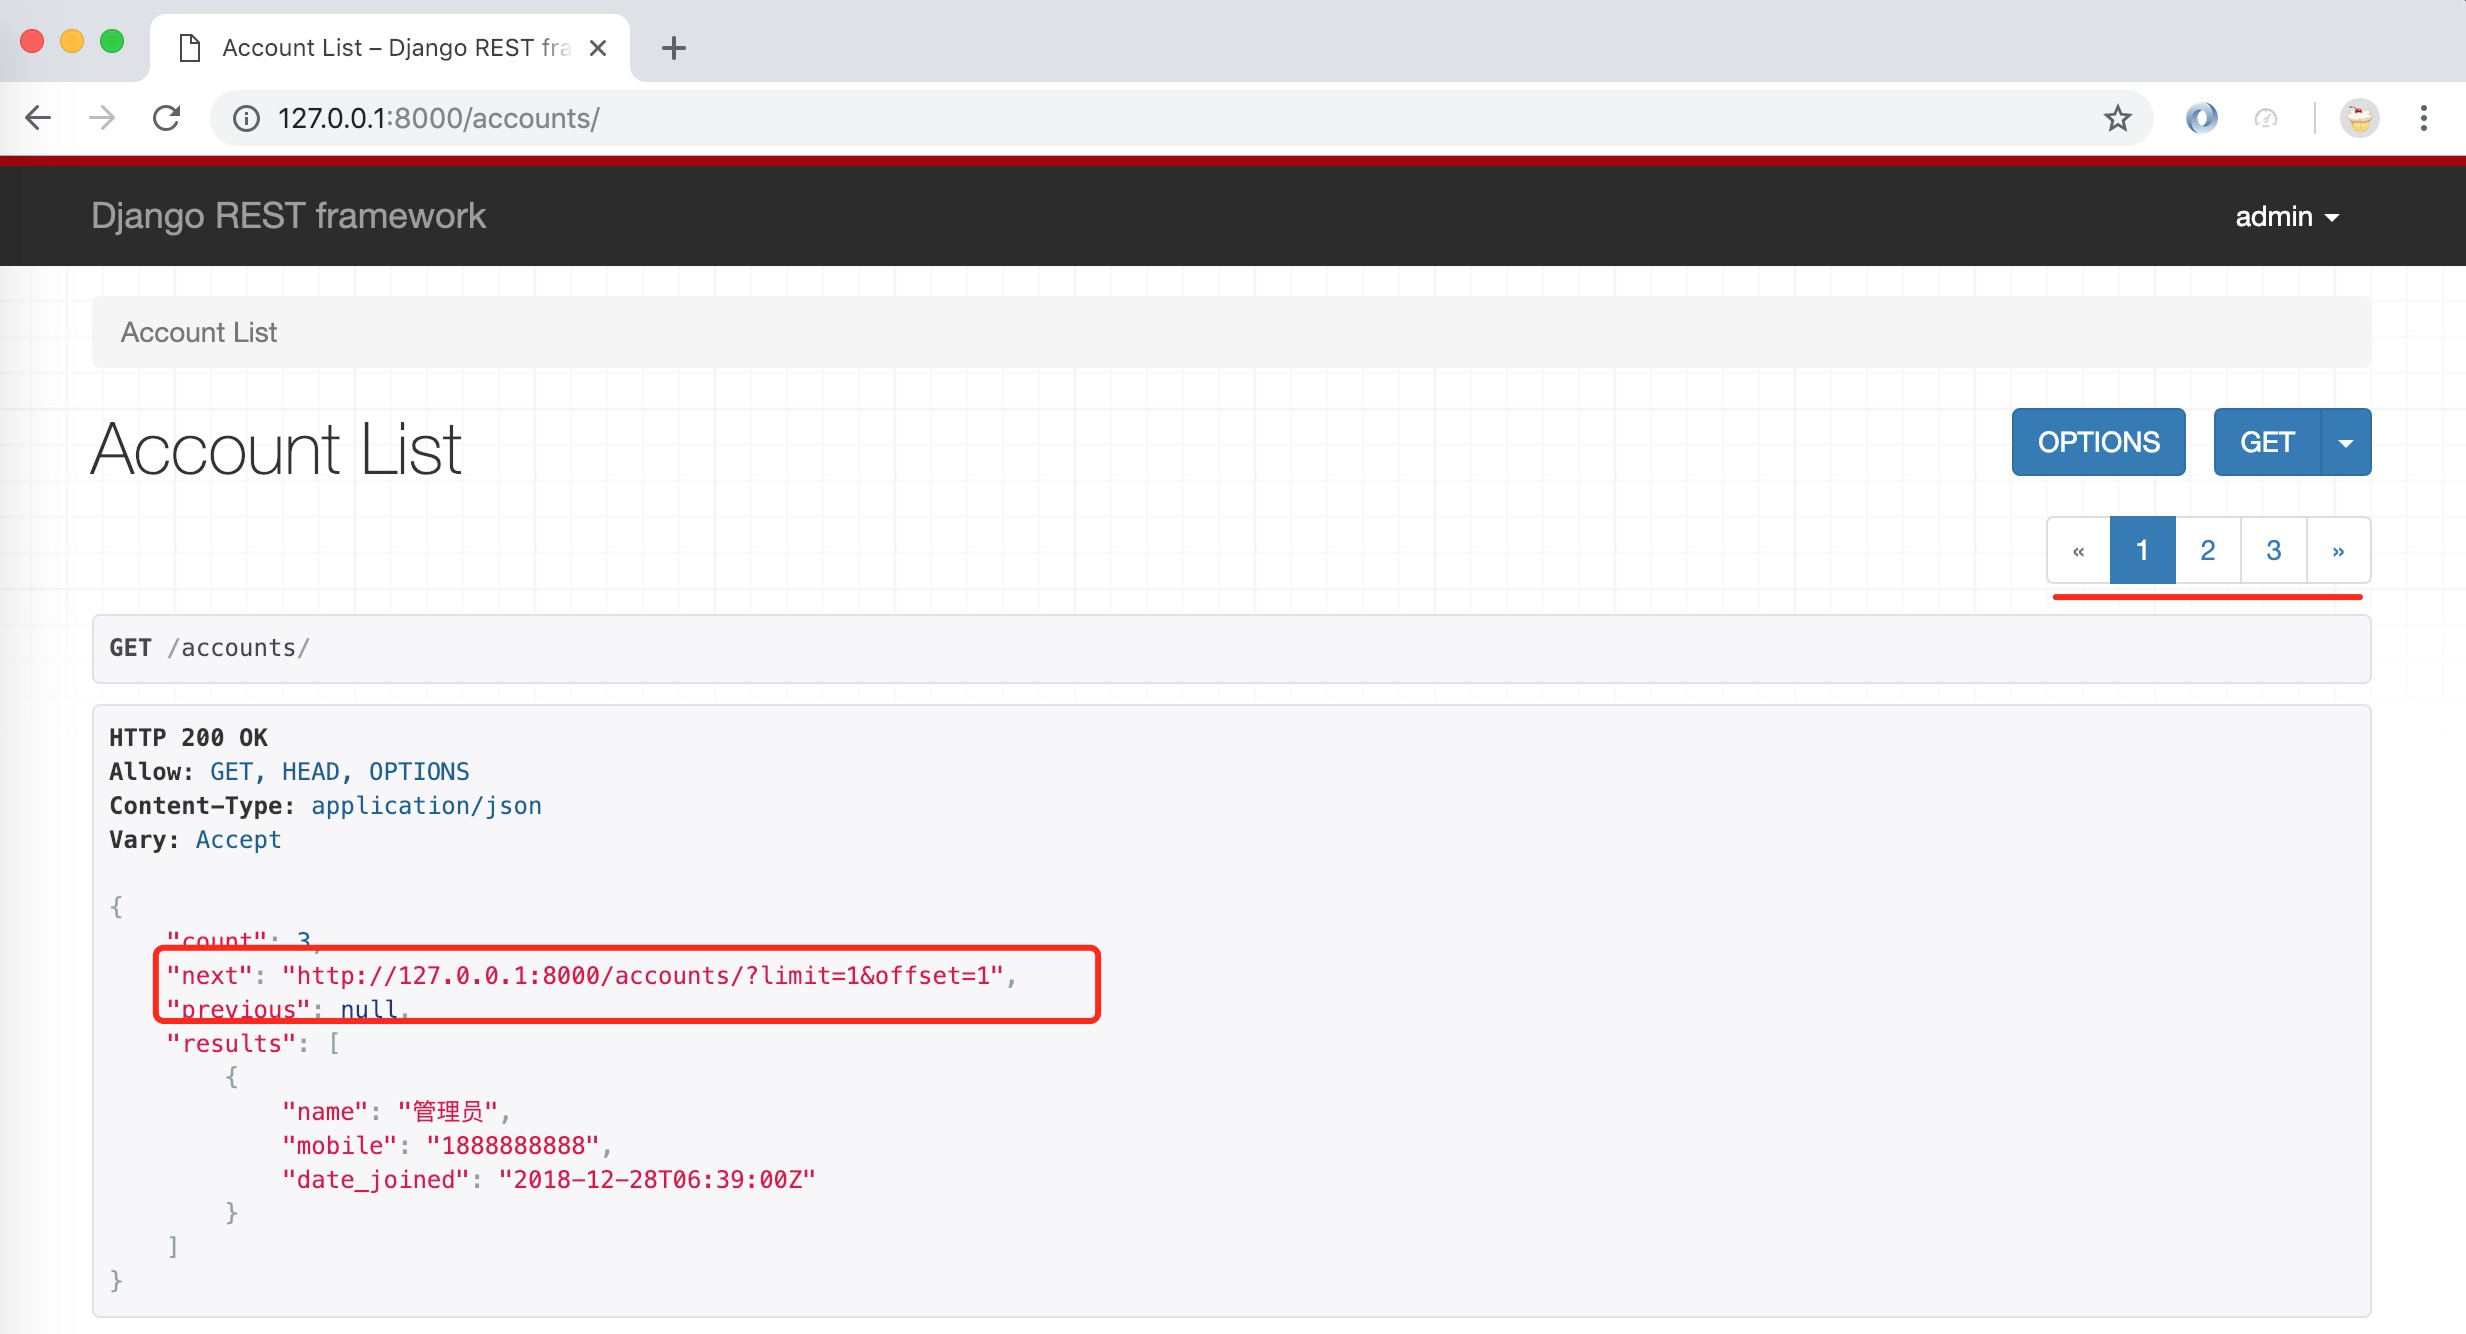 Account List – Django REST fra
127.0.0.1:8000/accounts/
Django REST framework
admin
Account List
Account List
OPTIONS
GET
« 1 2 3 »
GET /accounts/
HTTP 200 OK
Allow: GET, HEAD, OPTIONS
Content-Type: application/json
Vary: Accept
{
"count": 3,
"next": "http://127.0.0.1:8000/accounts/?limit=1&offset=1",
"previous": null,
"results": [
{
"name": "管理员",
"mobile": "1888888888",
"date_joined": "2018-12-28T06:39:00Z"
}
]
}